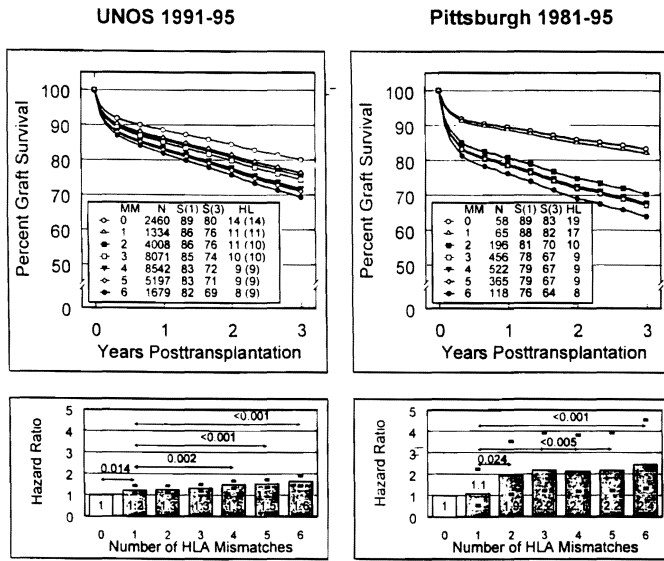 UNOS 1991-95
Percent Graft Survival
100
90
80
70
60
50
0
MM N S(1) S(3) HL
0 2460 89 80 14 (14)
1 1334 86 76 11 (11)
2 4008 86 76 11 (10)
3 8071 85 74 10 (10)
4 8542 83 72 9 (9)
5 5197 83 71 9 (9)
6 1679 82 69 8 (9)
0 1 2 3
Years Posttransplantation
Pittsburgh 1981-95
Percent Graft Survival
100
90
80
70
60
50
0
MM N S(1) S(3) HL
0 58 89 83 19
1 65 88 82 17
2 196 81 70 10
3 456 78 67 9
4 522 79 67 9
5 365 79 67 9
6 118 76 64 8
0 1 2 3
Years Posttransplantation
Hazard Ratio
5
4
3
2
1
0
<0.001
<0.001
0.002
0.014
1
0 1 2 3 4 5 6
Number of HLA Mismatches
Hazard Ratio
5
4
3
2
1
0
<0.001
<0.005
0.024
1 1.1
0 1 2 3 4 5 6
Number of HLA Mismatches